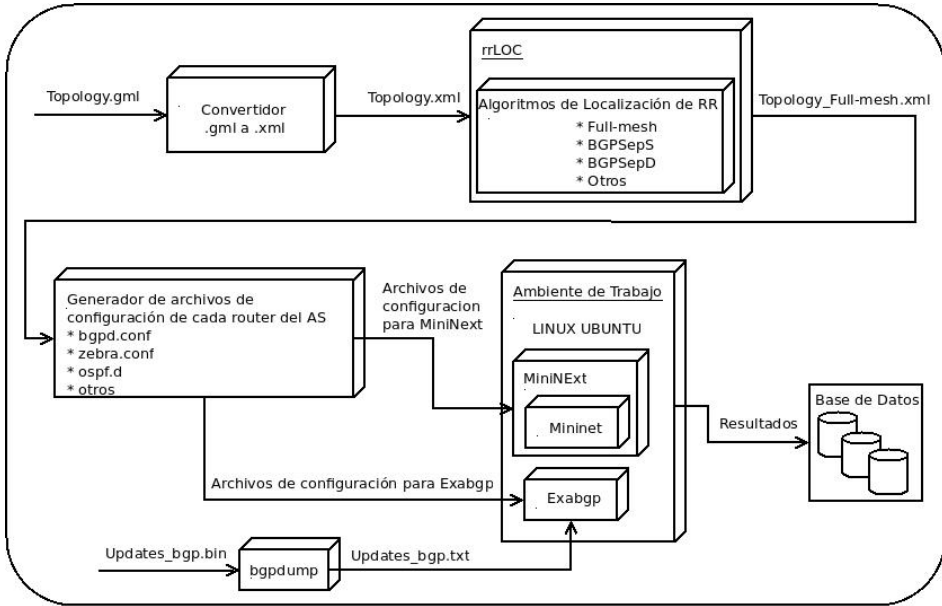 Topology.gml
Convertidor
.gml a .xml
Topology.xml
rrLOC
Algoritmos de Localización de RR
* Full-mesh
* BGPSepS
* BGPSepD
* Otros
Topology_Full-mesh.xml
Generador de archivos de
configuración de cada router del AS
* bgpd.conf
* zebra.conf
* ospf.d
* otros
Archivos de
configuracion
para MiniNext
Ambiente de Trabajo
LINUX UBUNTU
MiniNExt
Mininet
Exabgp
Resultados
Base de Datos
Archivos de configuración para Exabgp
Updates_bgp.bin
bgpdump
Updates_bgp.txt